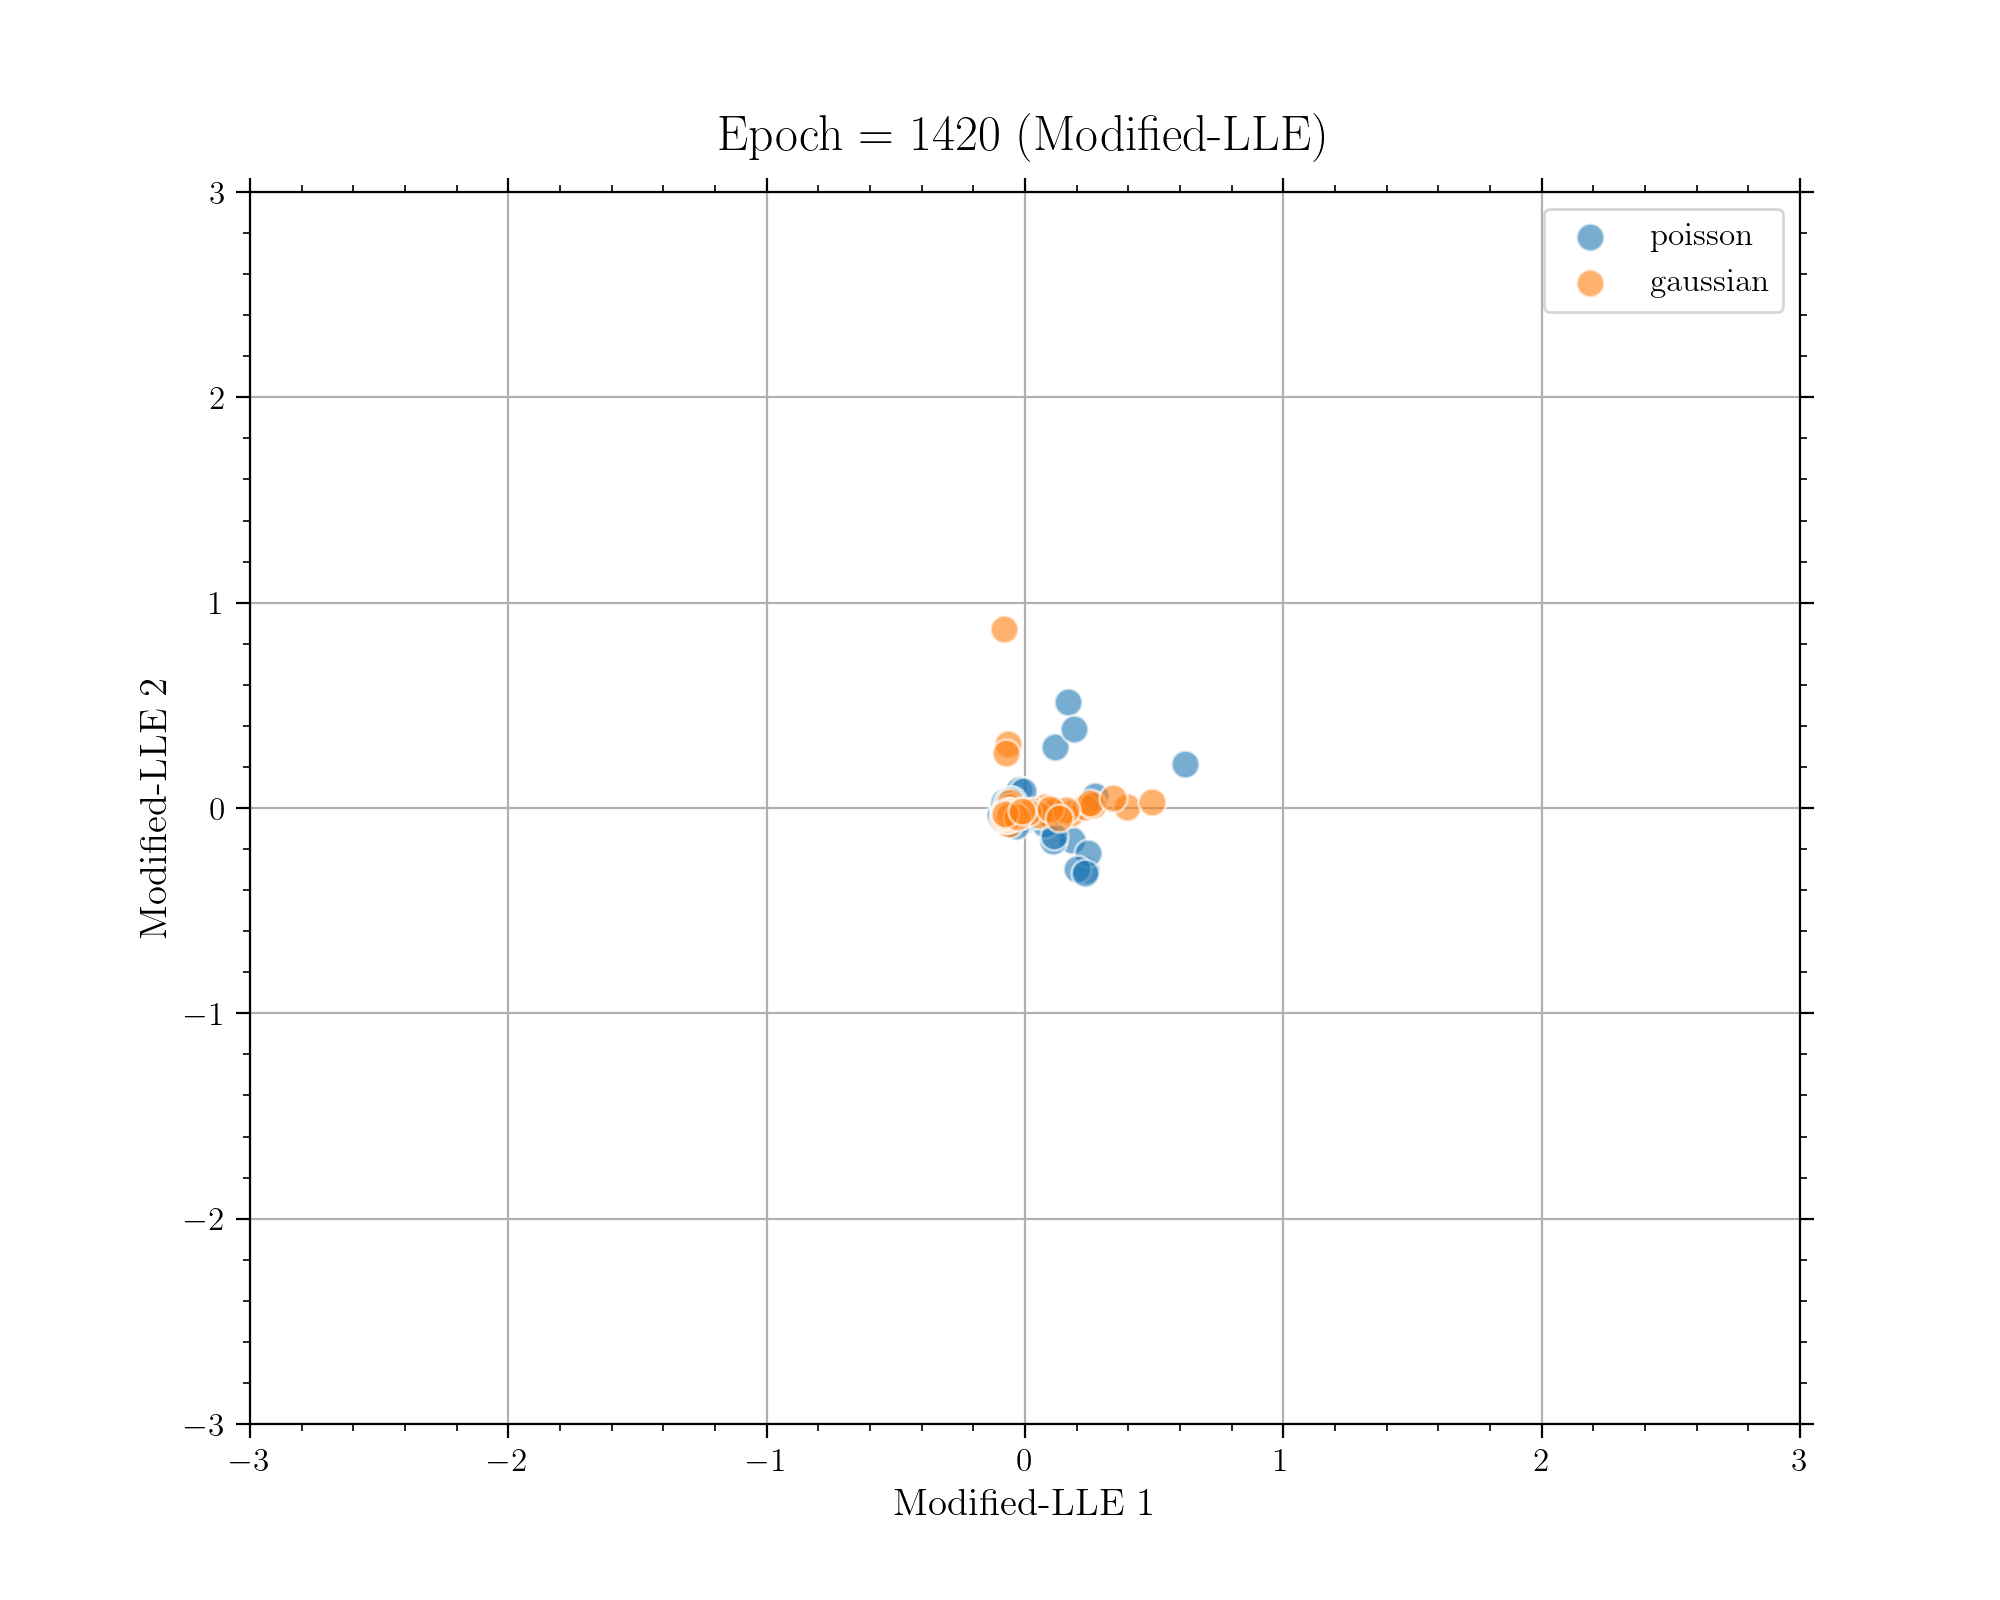 Epoch = 1420 (Modified-LLE)
poisson
gaussian
3
2
1
0
−1
−2
−3
Modified-LLE 2
−3
−2
−1
0
1
2
3
Modified-LLE 1